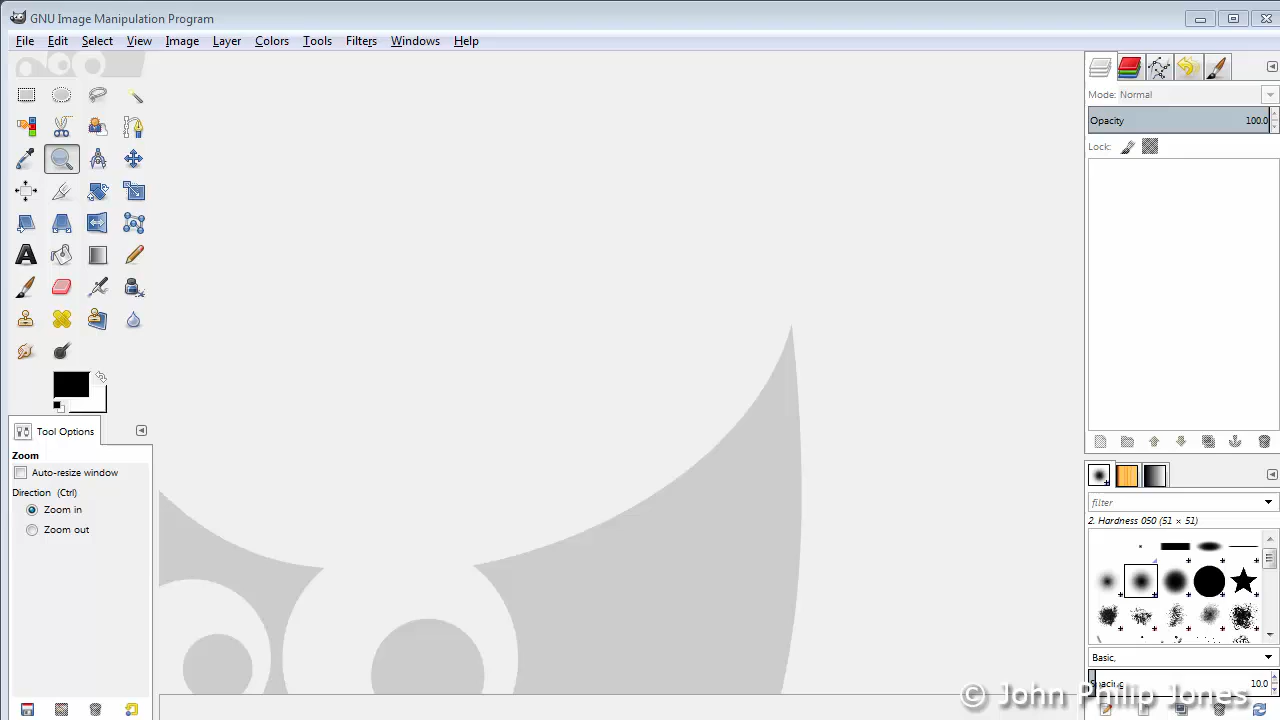 GNU Image Manipulation Program
File Edit Select View Image Layer Colors Tools Filters Windows Help
Mode: Normal
Opacity 100.0
Lock:
Tool Options
Zoom
Auto-resize window
Direction (Ctrl)
Zoom in
Zoom out
filter
2. Hardness 050 (51 × 51)
Basic,
Spacing 10.0
© John Philip Jones